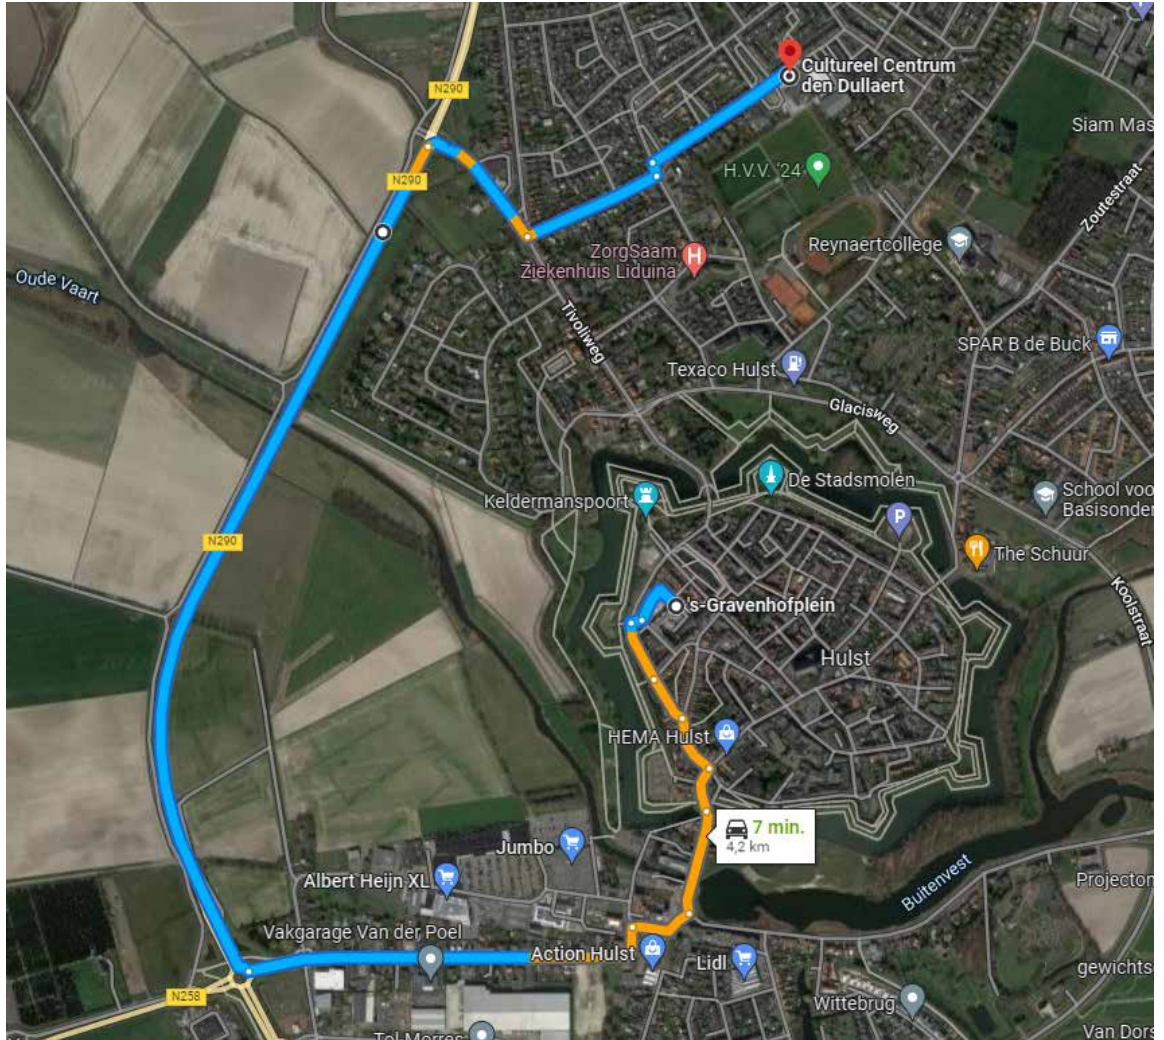 N290
Cultureel Centrum
den Dullaert
Siam Mas
N290
H.V.V. '24
Zoutestraat
Reynaertcollege
ZorgSaam
Ziekenhuis Liduina
Oude Vaart
Tivoliweg
SPAR B de Buck
Texaco Hulst
Glacisweg
De Stadsmolen
Keldermanspoort
School voo
Basisonder
P
N290
The Schuur
Koolstraat
's-Gravenhofplein
Hulst
HEMA Hulst
7 min.
4,2 km
Jumbo
Albert Heijn XL
Buitenvest
Projecton
Vakgarage Van der Poel
Action Hulst
Lidl
gewichts
N258
Wittebrug
Tol-Morres
Van Dors